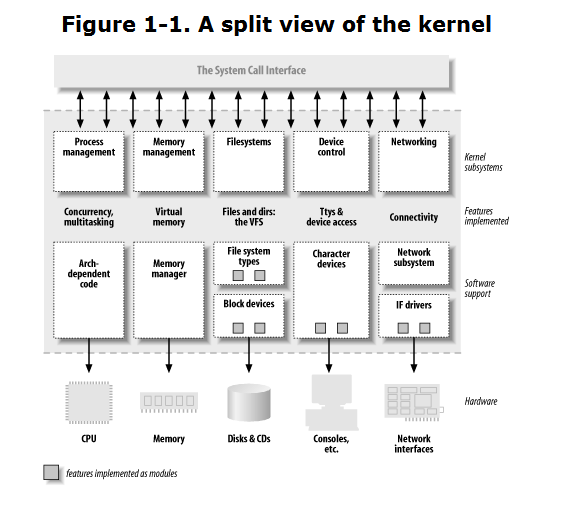 Figure 1-1. A split view of the kernel
The System Call Interface
Process
management
Memory
management
Filesystems
Device
control
Networking
Kernel
subsystems
Concurrency,
multitasking
Virtual
memory
Files and dirs:
the VFS
Ttys &
device access
Connectivity
Features
implemented
Arch-
dependent
code
Memory
manager
File system
types
Block devices
Character
devices
Network
subsystem
IF drivers
Software
support
Hardware
CPU
Memory
Disks & CDs
Consoles,
etc.
Network
interfaces
features implemented as modules